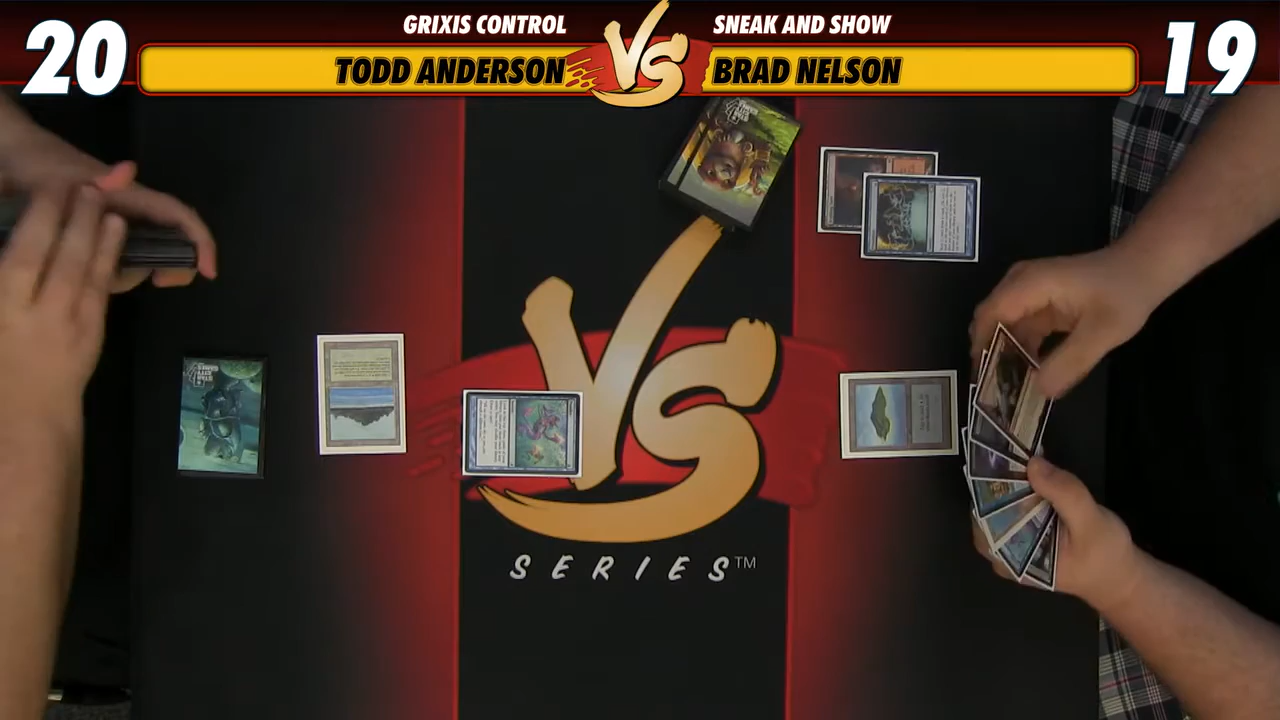 20
GRIXIS CONTROL
VS
SNEAK AND SHOW
19
TODD ANDERSON
BRAD NELSON
VS
SERIES™